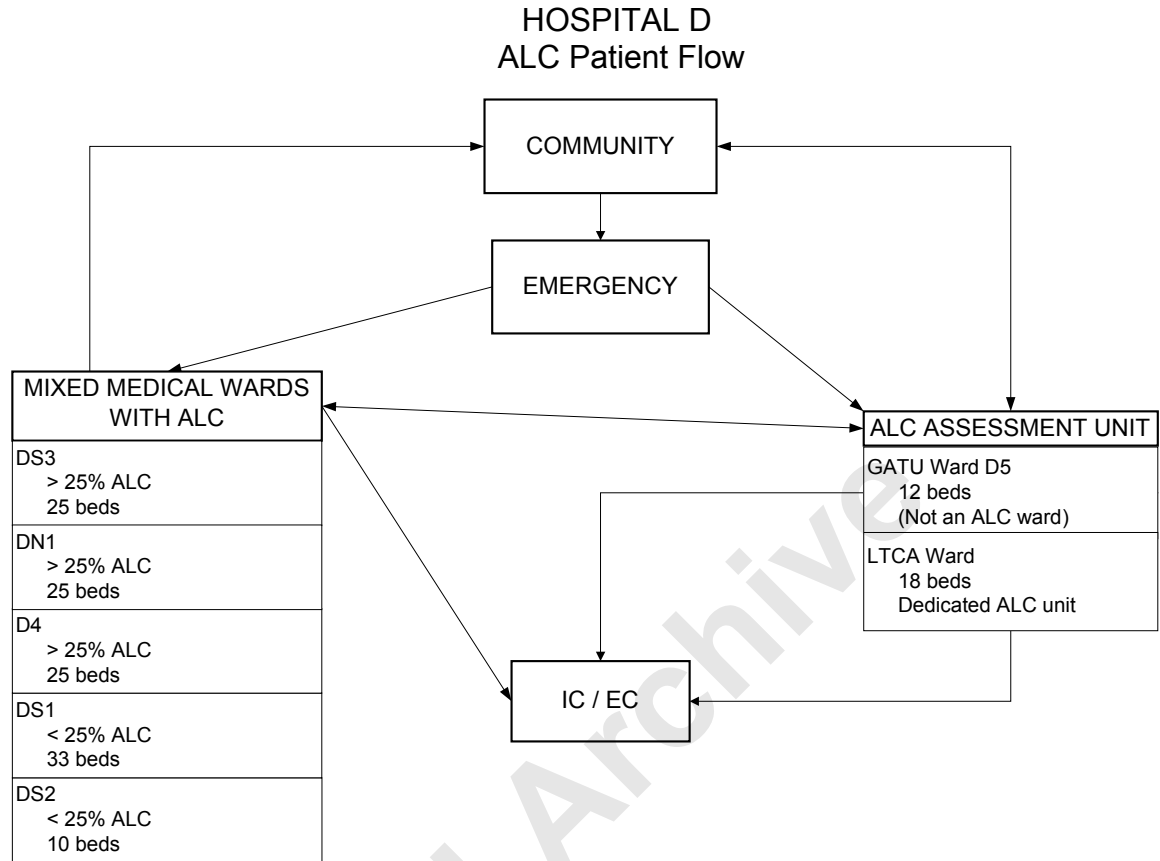 HOSPITAL D
ALC Patient Flow
COMMUNITY
EMERGENCY
MIXED MEDICAL WARDS
WITH ALC
DS3
> 25% ALC
25 beds
DN1
> 25% ALC
25 beds
D4
> 25% ALC
25 beds
DS1
< 25% ALC
33 beds
DS2
< 25% ALC
10 beds
ALC ASSESSMENT UNIT
GATU Ward D5
12 beds
(Not an ALC ward)
LTCA Ward
18 beds
Dedicated ALC unit
IC / EC
Archive